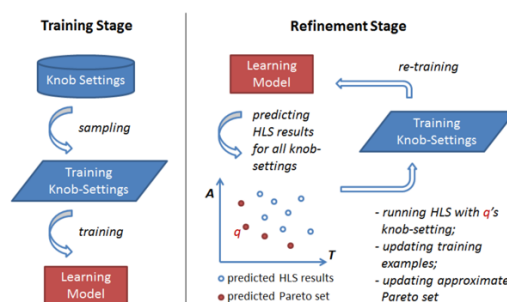 Training Stage
Knob Settings
sampling
Training
Knob-Settings
training
Learning
Model
Refinement Stage
Learning
Model
re-training
predicting
HLS results
for all knob-
settings
Training
Knob-Settings
A
q
T
predicted HLS results
predicted Pareto set
- running HLS with q's
knob-setting;
- updating training
examples;
- updating approximate
Pareto set